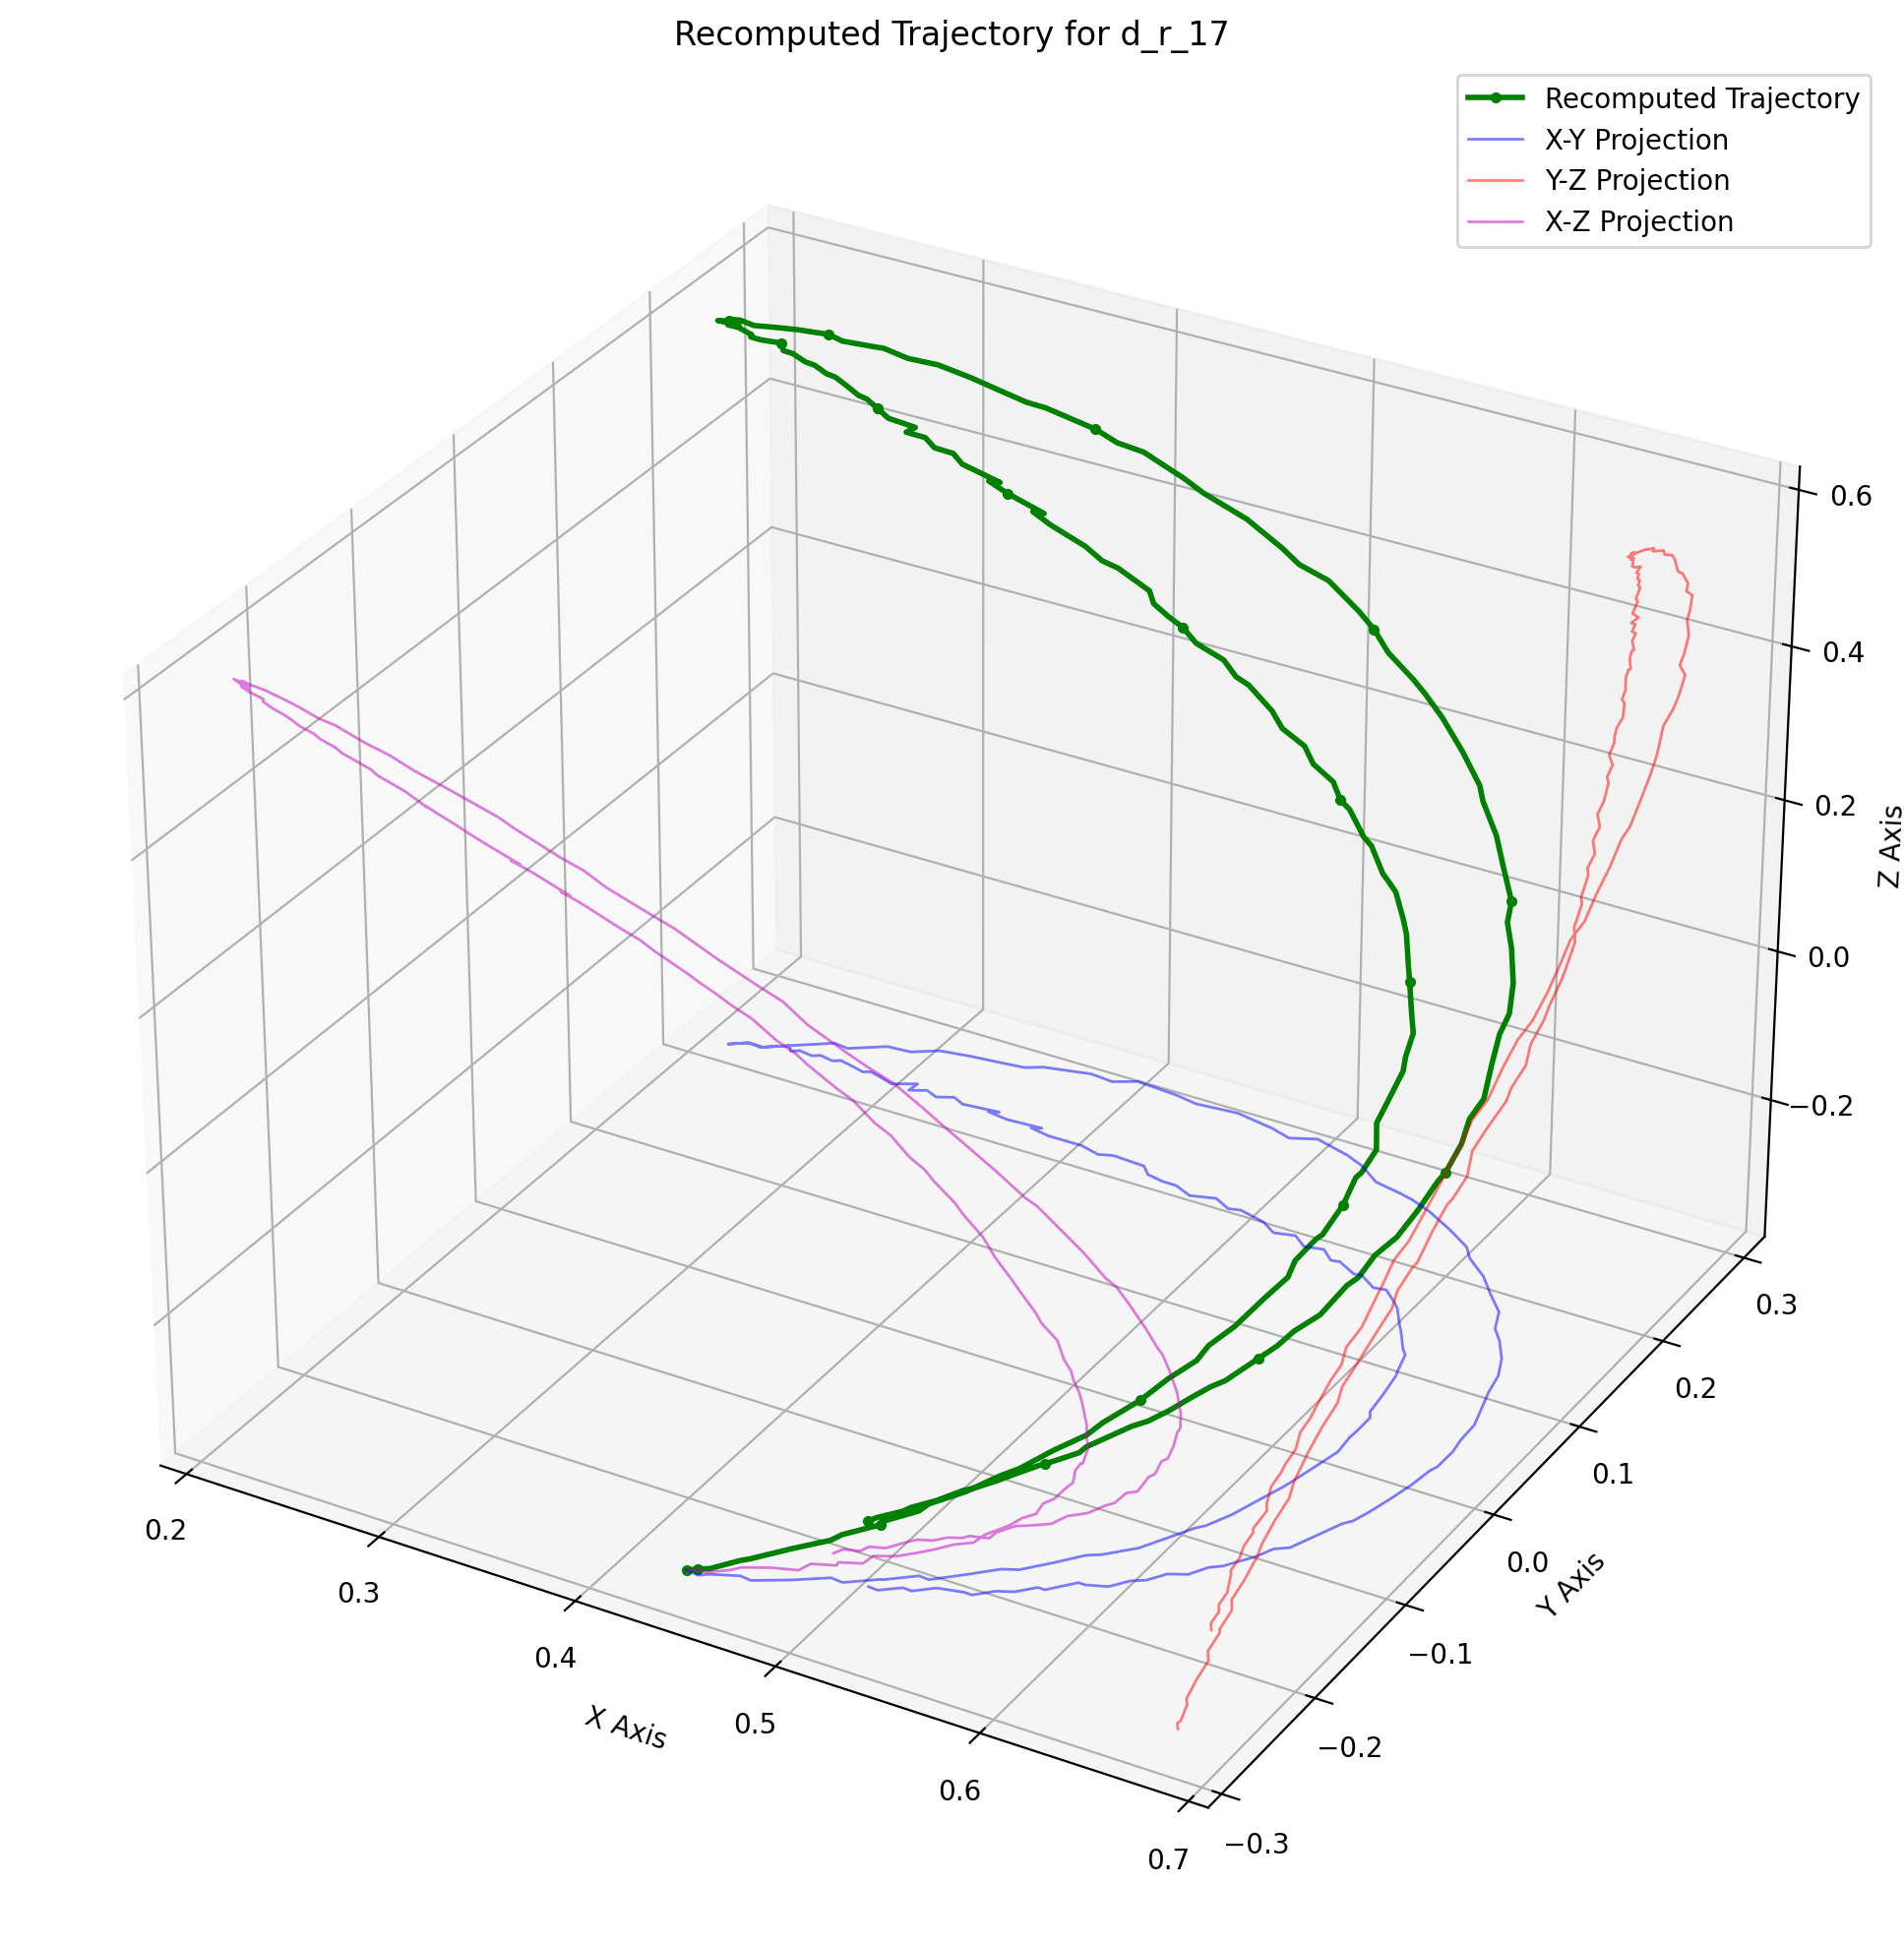 Recomputed Trajectory for d_r_17
Recomputed Trajectory
X-Y Projection
Y-Z Projection
X-Z Projection
0.6
0.4
0.2
0.0
−0.2
Z Axis
0.3
0.2
0.1
0.0
−0.1
−0.2
−0.3
Y Axis
0.2
0.3
0.4
0.5
0.6
0.7
X Axis